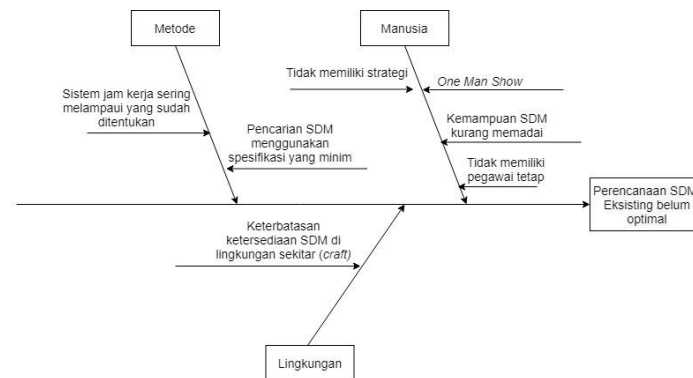 Metode
Manusia
Tidak memiliki strategi
One Man Show
Sistem jam kerja sering
melampaui yang sudah
ditentukan
Pencarian SDM
menggunakan
spesifikasi yang minim
Kemampuan SDM
kurang memadai
Tidak memiliki
pegawai tetap
Perencanaan SDM
Eksisting belum
optimal
Keterbatasan
ketersediaan SDM di
lingkungan sekitar (craft)
Lingkungan